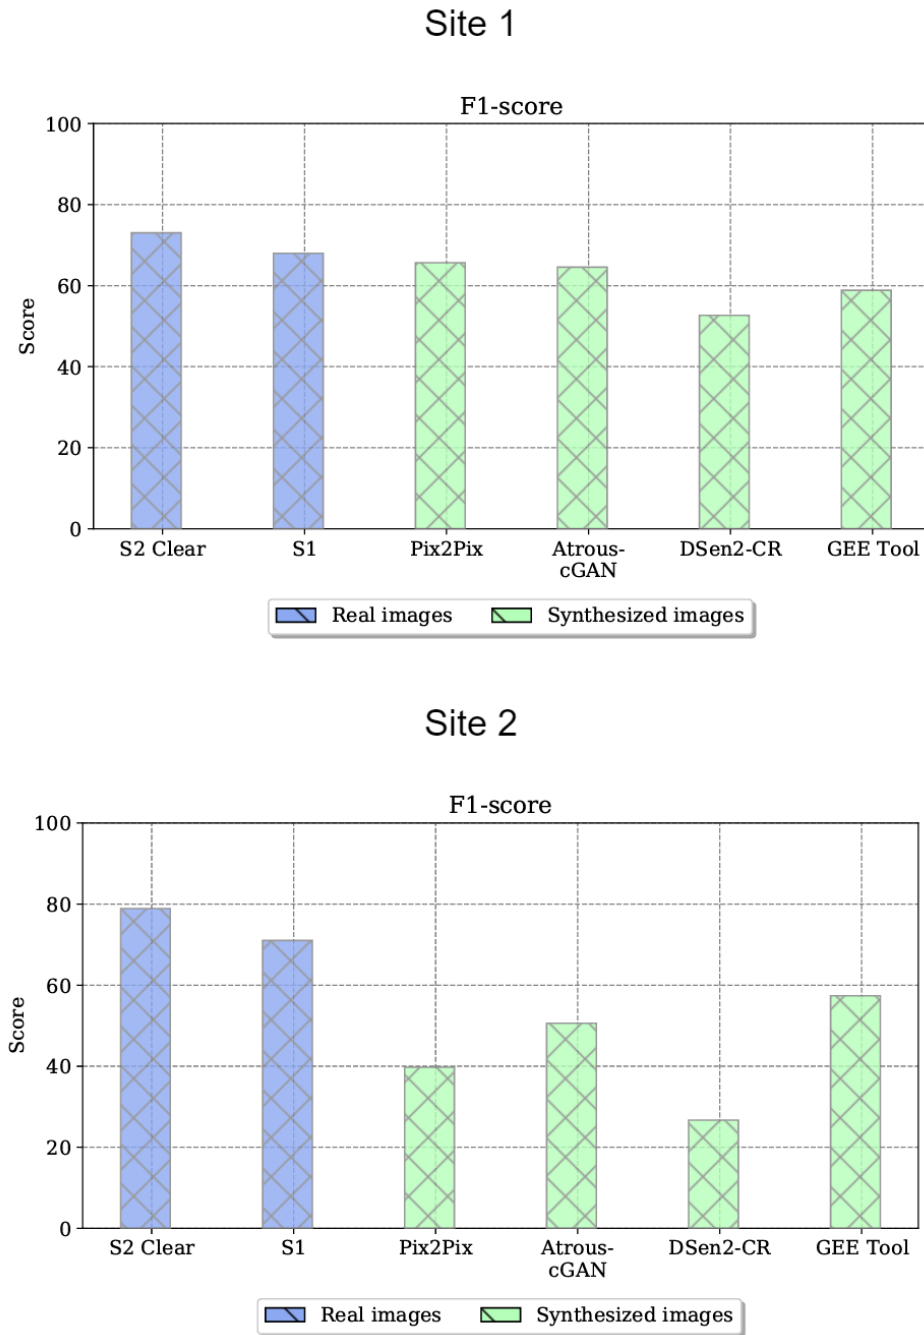 Site 1
F1-score
100
80
60
40
20
0
Score
S2 Clear
S1
Pix2Pix
Atrous-
cGAN
DSen2-CR
GEE Tool
Real images
Synthesized images
Site 2
F1-score
100
80
60
40
20
0
Score
S2 Clear
S1
Pix2Pix
Atrous-
cGAN
DSen2-CR
GEE Tool
Real images
Synthesized images